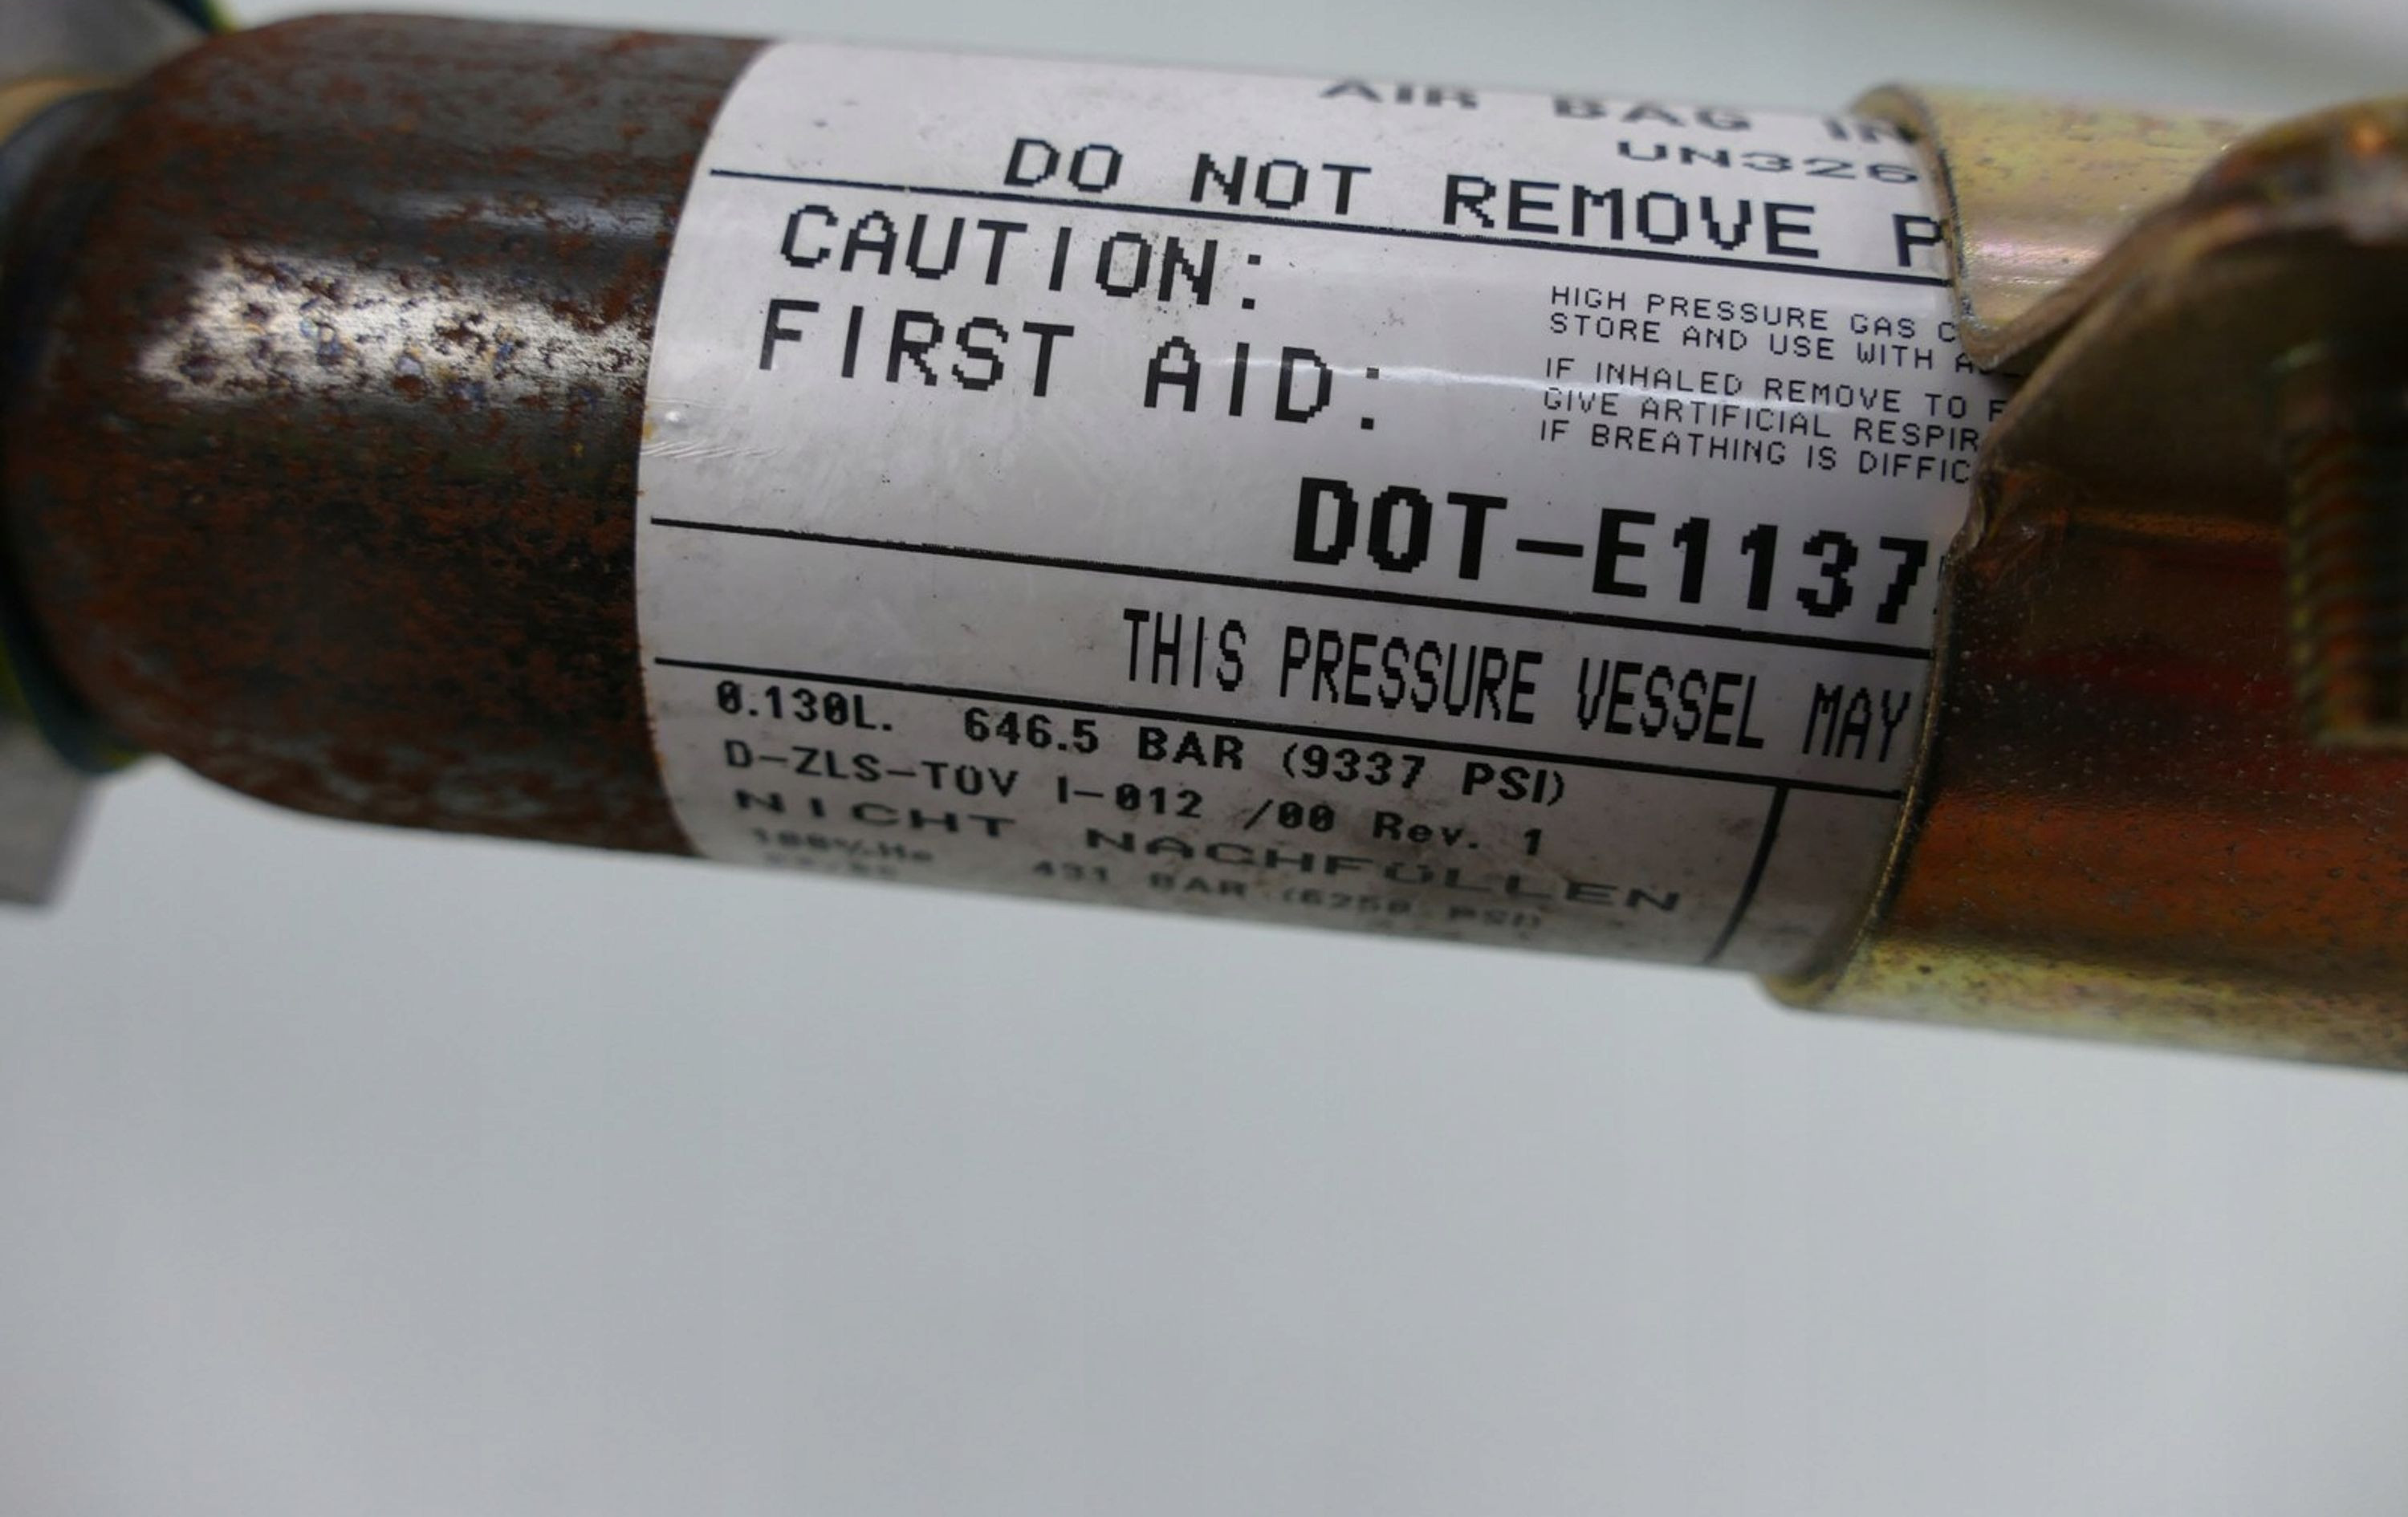 AIR BAG IN
UN326
DO NOT REMOVE P
CAUTION:
HIGH PRESSURE GAS C
STORE AND USE WITH A
FIRST AID:
IF INHALED REMOVE TO F
GIVE ARTIFICIAL RESPIR
IF BREATHING IS DIFFIC
DOT-E1137
THIS PRESSURE VESSEL MAY
0.130L. 646.5 BAR (9337 PSI)
D-ZLS-TÜV I-012 /00 Rev. 1
NICHT NACHFÜLLEN
100%He 431 BAR (6250 PSI)